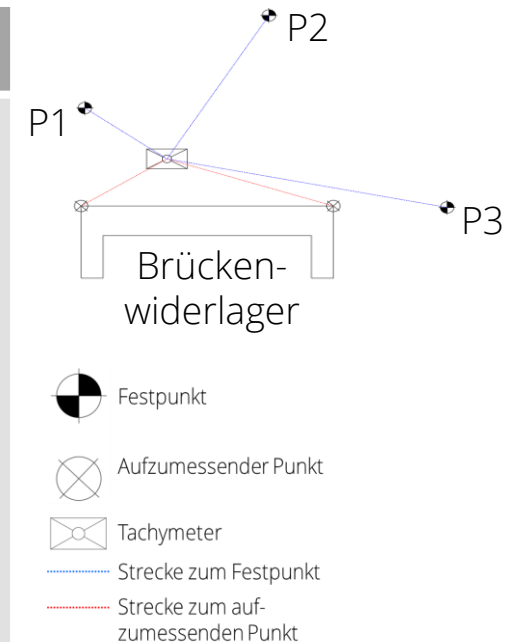 P2
P1
P3
Brücken-
widerlager
Festpunkt
Aufzumessender Punkt
Tachymeter
Strecke zum Festpunkt
Strecke zum auf-
zumessenden Punkt